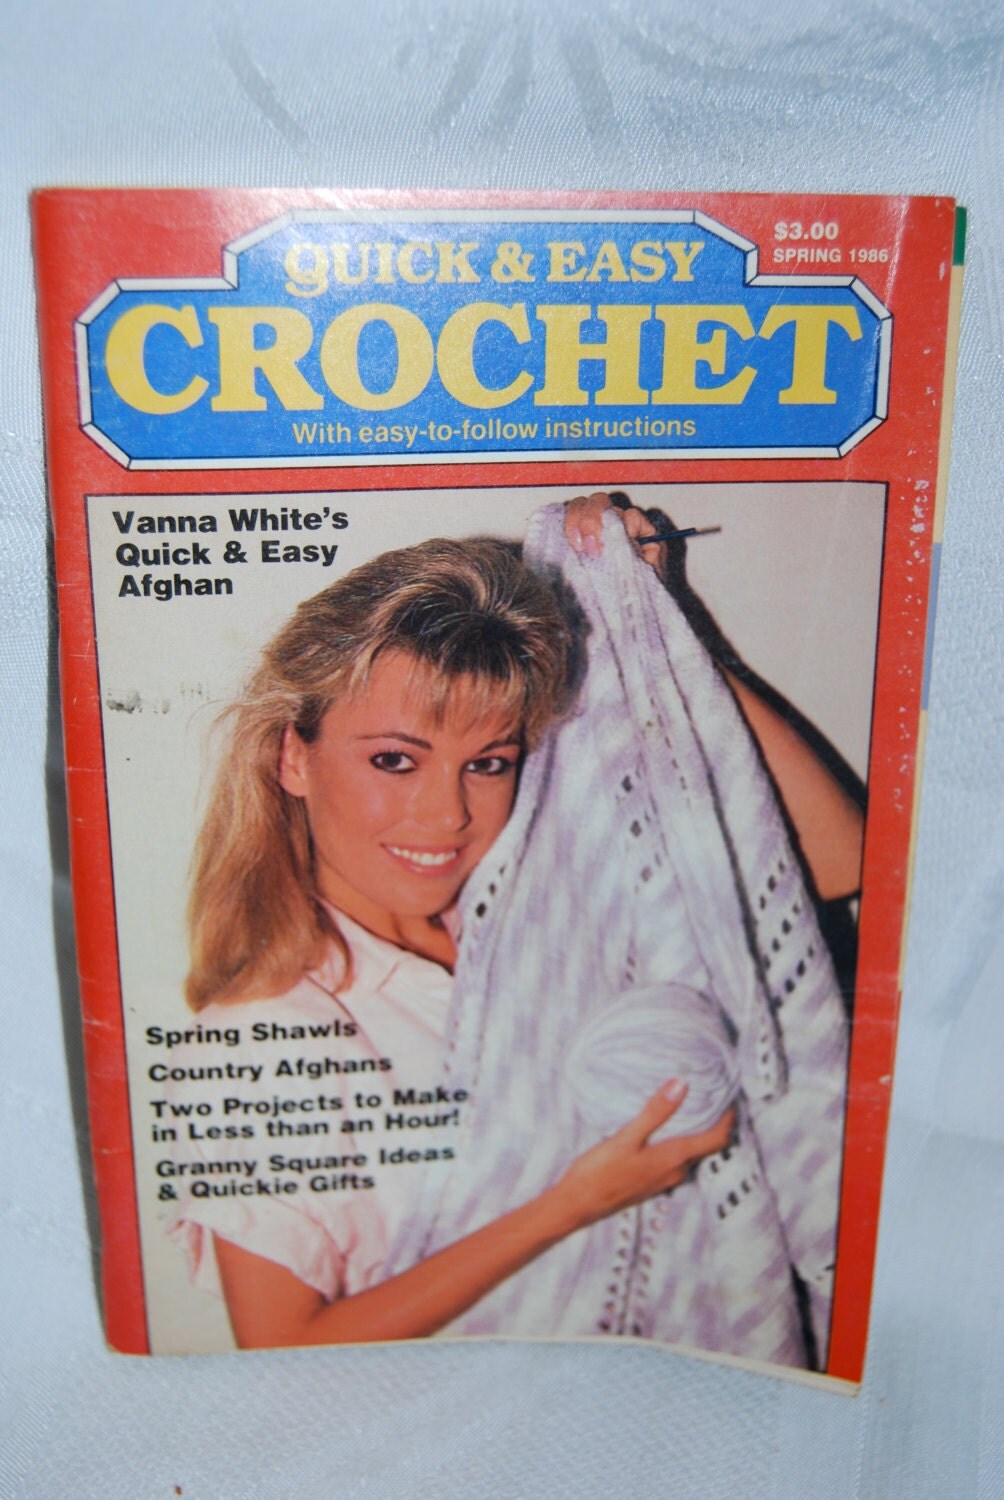 QUICK & EASY
CROCHET
With easy-to-follow instructions
$3.00
SPRING 1986
Vanna White's
Quick & Easy
Afghan
Spring Shawls
Country Afghans
Two Projects to Make
in Less than an Hour!
Granny Square Ideas
& Quickie Gifts